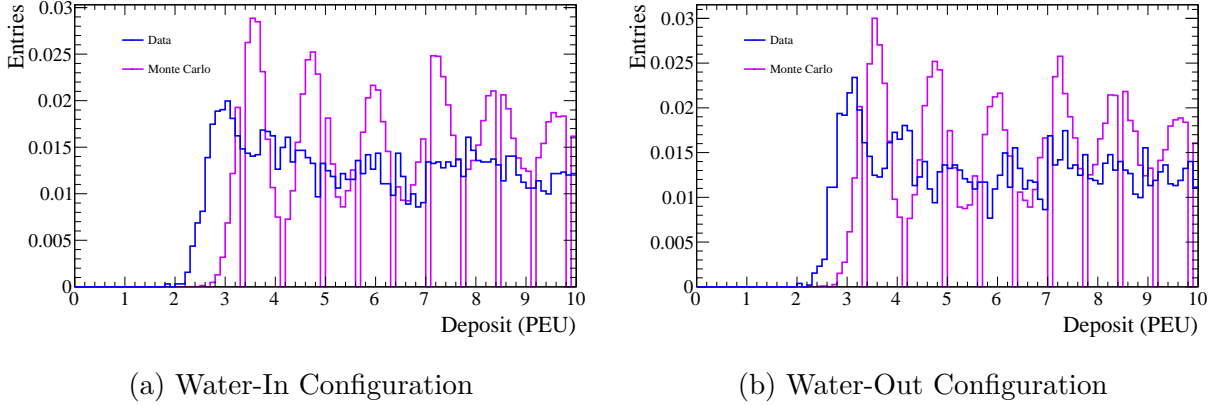 Entries
0.03
0.025
0.02
0.015
0.01
0.005
0
Data
Monte Carlo
0 1 2 3 4 5 6 7 8 9 10
Deposit (PEU)
(a) Water-In Configuration
Entries
0.03
0.025
0.02
0.015
0.01
0.005
0
Data
Monte Carlo
0 1 2 3 4 5 6 7 8 9 10
Deposit (PEU)
(b) Water-Out Configuration